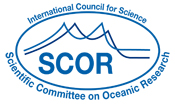 International Council for Science
SCOR
Scientific Committee on Oceanic Research